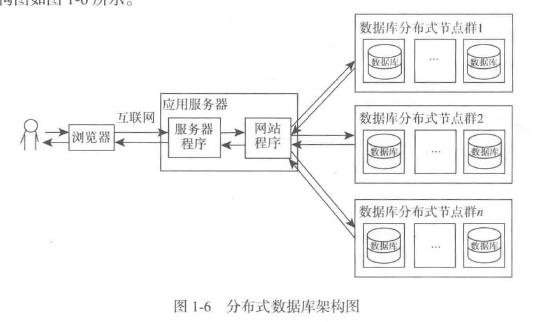 构图如图 1-6 所示。
数据库分布式节点群1
数据库
...
数据库
互联网
应用服务器
浏览器
服务器
程序
网站
程序
数据库分布式节点群2
数据库
...
数据库
数据库分布式节点群n
数据库
...
数据库
图 1-6 分布式数据库架构图